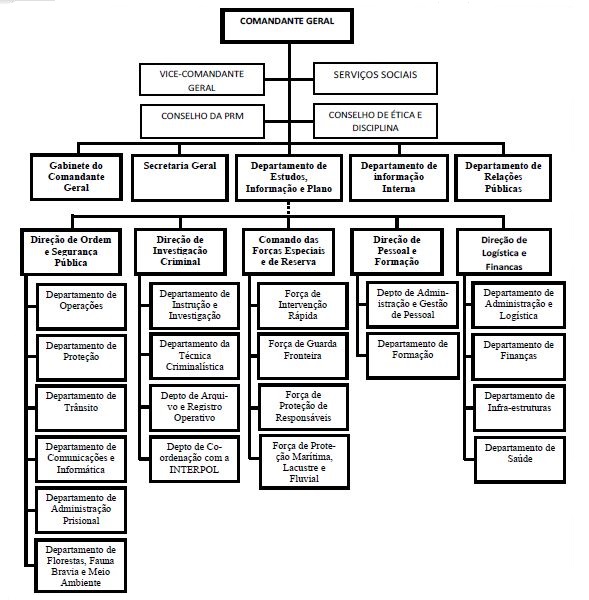 COMANDANTE GERAL
VICE-COMANDANTE
GERAL
SERVIÇOS SOCIAIS
CONSELHO DA PRM
CONSELHO DE ÉTICA E
DISCIPLINA
Gabinete do
Comandante
Geral
Secretaria Geral
Departamento de
Estudos,
Informação e Plano
Departamento de
informação
Interna
Departamento de
Relações
Públicas
Direção de Ordem
e Segurança
Pública
Direção de
Investigação
Criminal
Comando das
Forças Especiais
e de Reserva
Direção de
Pessoal e
Formação
Direção de
Logística e
Financas
Departamento de
Operações
Departamento de
Proteção
Departamento de
Trânsito
Departamento de
Comunicações e
Informática
Departamento de
Administração
Prisional
Departamento de
Florestas, Fauna
Bravia e Meio
Ambiente
Departamento de
Instrução e
Investigação
Departamento da
Técnica
Criminalística
Depto de Arqui-
vo e Registro
Operativo
Depto de Co-
ordenação com a
INTERPOL
Força de
Intervenção
Rápida
Força de Guarda
Fronteira
Força de
Proteção de
Responsáveis
Força de Prote-
ção Marítima,
Lacustre e
Fluvial
Depto de Admin-
istração e Gestão
de Pessoal
Departamento de
Formação
Departamento de
Administração e
Logística
Departamento de
Finanças
Departamento de
Infra-estruturas
Departamento de
Saúde